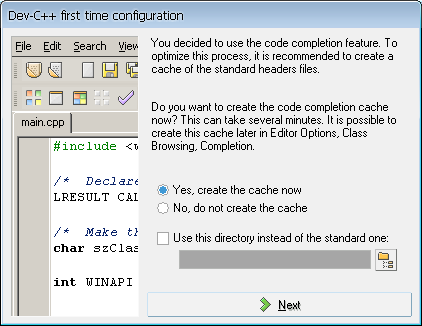 Dev-C++ first time configuration
File Edit Search View
main.cpp
#include <w
/* Declare
LRESULT CAL
/* Make th
char szClas
int WINAPI
You decided to use the code completion feature. To
optimize this process, it is recommended to create a
cache of the standard headers files.
Do you want to create the code completion cache
now? This can take several minutes. It is possible to
create this cache later in Editor Options, Class
Browsing, Completion.
Yes, create the cache now
No, do not create the cache
Use this directory instead of the standard one:
Next